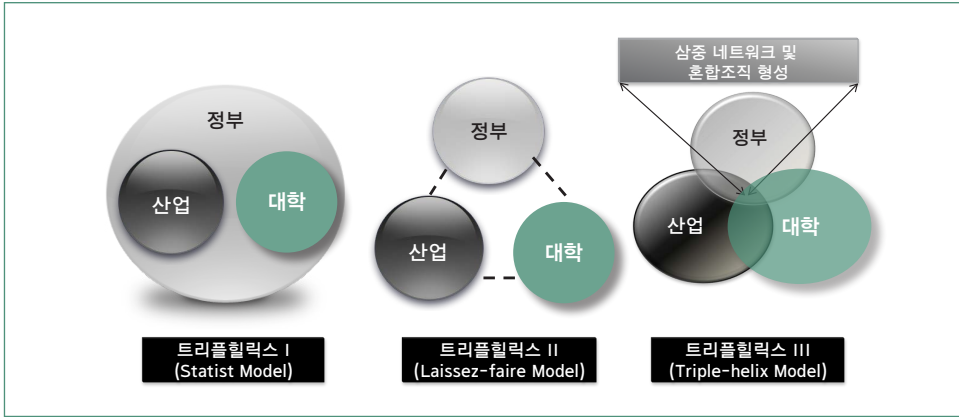 정부
산업
대학
트리플힐릭스 I
(Statist Model)
정부
산업
대학
트리플힐릭스 II
(Laissez-faire Model)
삼중 네트워크 및
혼합조직 형성
정부
산업
대학
트리플힐릭스 III
(Triple-helix Model)